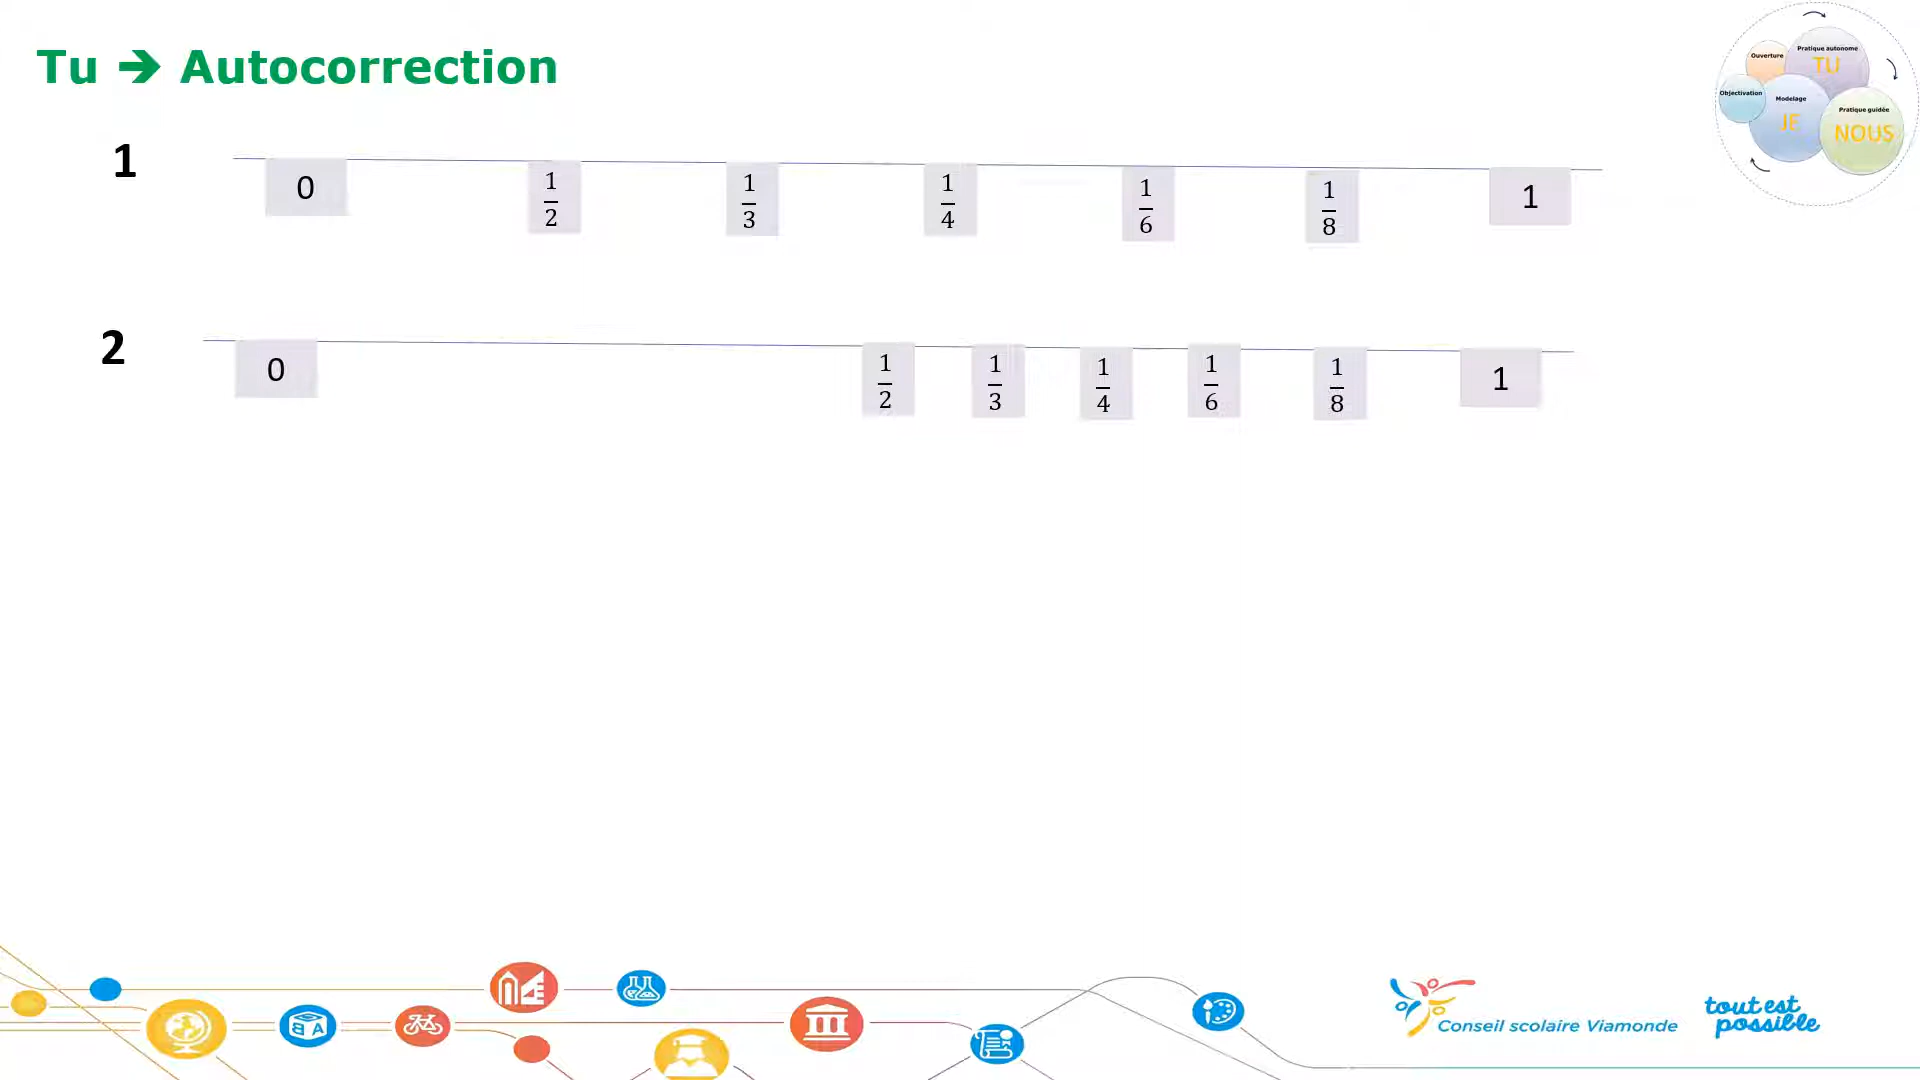 Tu ➔ Autocorrection
Ouverture
Pratique autonome
TU
Objectivation
Modelage
JE
Pratique guidée
NOUS
1
0 1/2 1/3 1/4 1/6 1/8 1
2
0 1/2 1/3 1/4 1/6 1/8 1
A B
Conseil scolaire Viamonde
tout est
possible